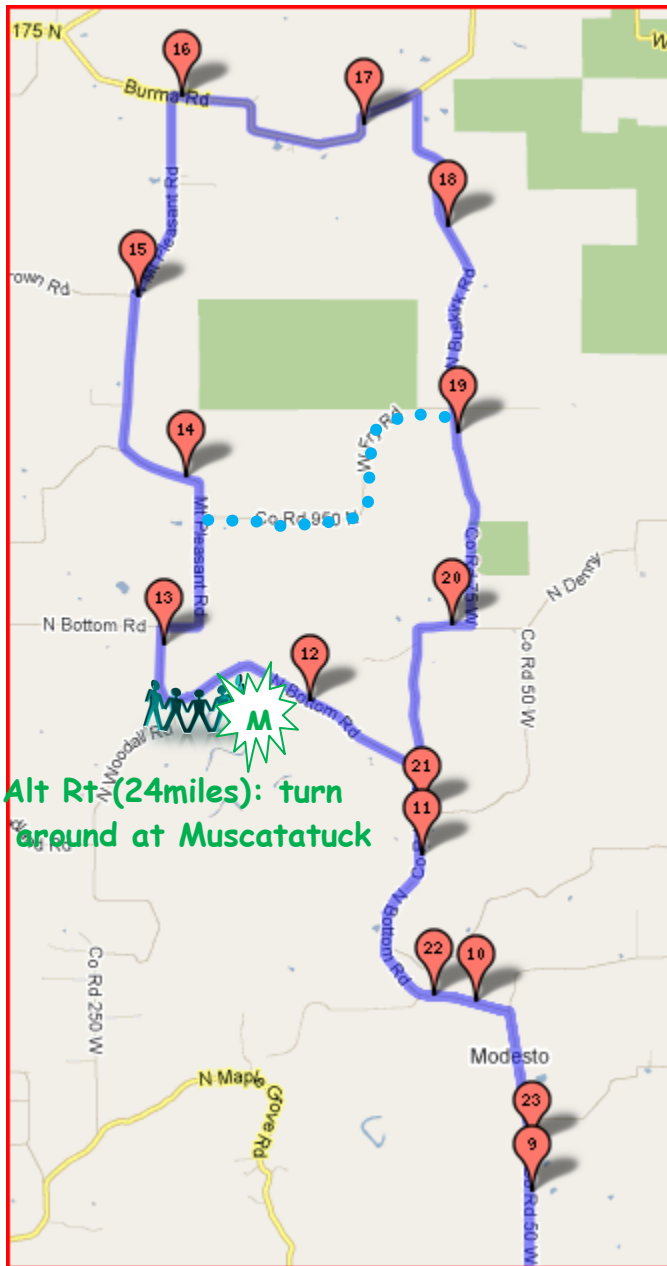 175 N
W
16
17
Burma Rd
18
Mt Pleasant Rd
15
N Buskirk Rd
19
14
W Fry Rd
Co Rd 950 N
Mt Pleasant Rd
Co Rd 75 W
20
N Denny
13
N Bottom Rd
Co Rd 50 W
12
N Bottom Rd
M
N Woodall Rd
21
Alt Rt (24miles): turn
around at Muscatatuck
11
Rd
N Bottom Rd
Co Rd 250 W
22
10
Modesto
N Maple Grove Rd
23
9
Co Rd 50 W